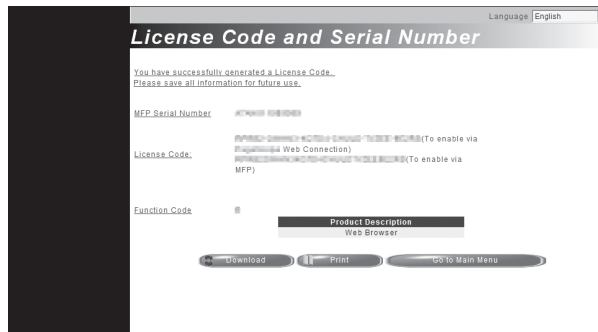 Language English
License Code and Serial Number
You have successfully generated a License Code.
Please save all information for future use.
MFP Serial Number
(To enable via
Web Connection)
License Code:
(To enable via
MFP)
Function Code
Product Description
Web Browser
Download Print Go to Main Menu